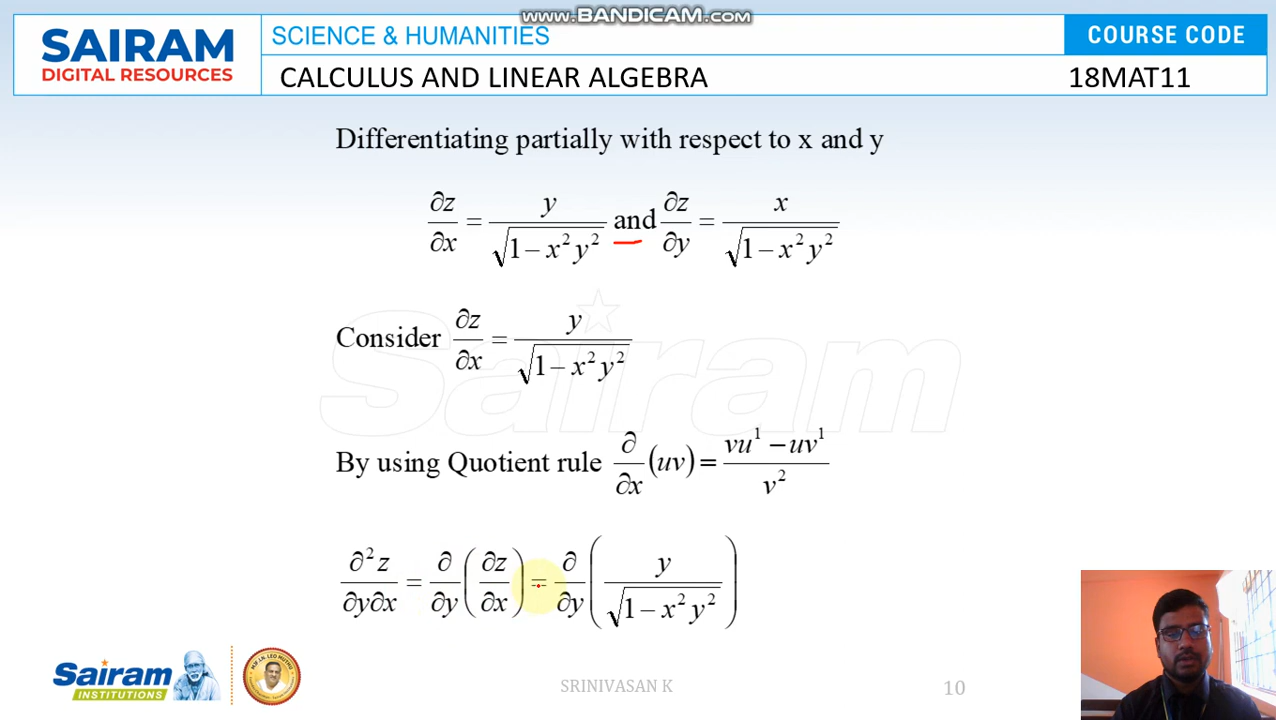 www.BANDICAM.com
SAIRAM
DIGITAL RESOURCES
SCIENCE & HUMANITIES
COURSE CODE
CALCULUS AND LINEAR ALGEBRA
18MAT11
Differentiating partially with respect to x and y
∂z/∂x = y/√(1 − x²y²) and ∂z/∂y = x/√(1 − x²y²)
Consider ∂z/∂x = y/√(1 − x²y²)
Sairam
By using Quotient rule ∂/∂x (uv) = (vu¹ − uv¹)/v²
∂²z/∂y∂x = ∂/∂y (∂z/∂x) = ∂/∂y (y/√(1 − x²y²))
Sairam
INSTITUTIONS
SRINIVASAN K
10